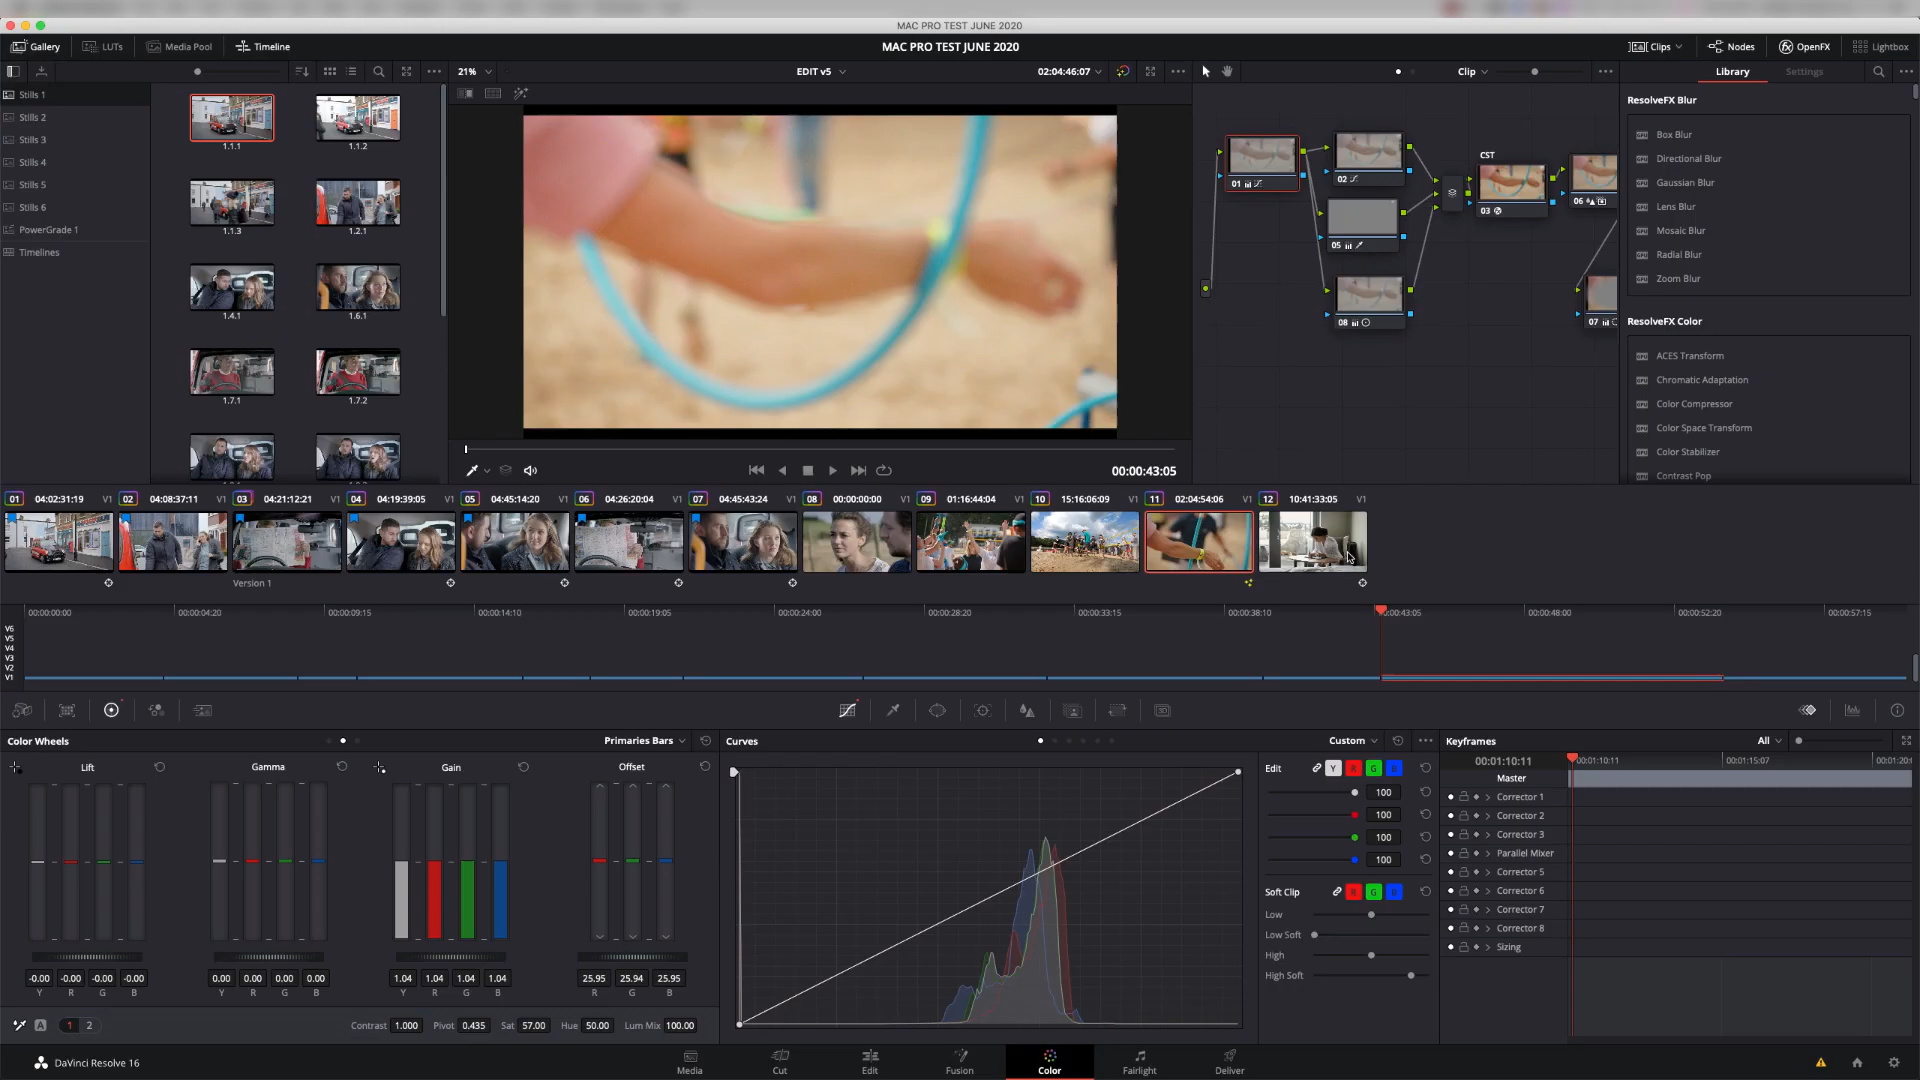 MAC PRO TEST JUNE 2020
Gallery LUTs Media Pool Timeline MAC PRO TEST JUNE 2020 Clips Nodes OpenFX Lightbox
21% EDIT v5 02:04:46:07 Clip Library Settings
Stills 1
Stills 2
Stills 3
Stills 4
Stills 5
Stills 6
PowerGrade 1
Timelines
1.1.1 1.1.2
1.1.3 1.2.1
1.4.1 1.6.1
1.7.1 1.7.2
01
02
05
08
CST
03
06
07
ResolveFX Blur
Box Blur
Directional Blur
Gaussian Blur
Lens Blur
Mosaic Blur
Radial Blur
Zoom Blur
ResolveFX Color
ACES Transform
Chromatic Adaptation
Color Compressor
Color Space Transform
Color Stabilizer
Contrast Pop
00:00:43:05
01 04:02:31:19 V1 02 04:08:37:11 V1 03 04:21:12:21 V1 04 04:19:39:05 V1 05 04:45:14:20 V1 06 04:26:20:04 V1 07 04:45:43:24 V1 08 00:00:00:00 V1 09 01:16:44:04 V1 10 15:16:06:09 V1 11 02:04:54:06 V1 12 10:41:33:05 V1
Version 1
00:00:00:00 00:00:04:20 00:00:09:15 00:00:14:10 00:00:19:05 00:00:24:00 00:00:28:20 00:00:33:15 00:00:38:10 00:00:43:05 00:00:48:00 00:00:52:20 00:00:57:15
V6
V5
V4
V3
V2
V1
Color Wheels Primaries Bars
Lift Gamma Gain Offset
-0.00 -0.00 -0.00 -0.00 0.00 0.00 0.00 0.00 1.04 1.04 1.04 1.04 25.95 25.94 25.95
Y R G B Y R G B Y R G B R G B
A 1 2 Contrast 1.000 Pivot 0.435 Sat 57.00 Hue 50.00 Lum Mix 100.00
Curves Custom
Edit Y R G B
100
100
100
100
Soft Clip R G B
Low
Low Soft
High
High Soft
Keyframes All
00:01:10:11 00:01:10:11 00:01:15:07 00:01:20:
Master
Corrector 1
Corrector 2
Corrector 3
Parallel Mixer
Corrector 5
Corrector 6
Corrector 7
Corrector 8
Sizing
DaVinci Resolve 16 Media Cut Edit Fusion Color Fairlight Deliver